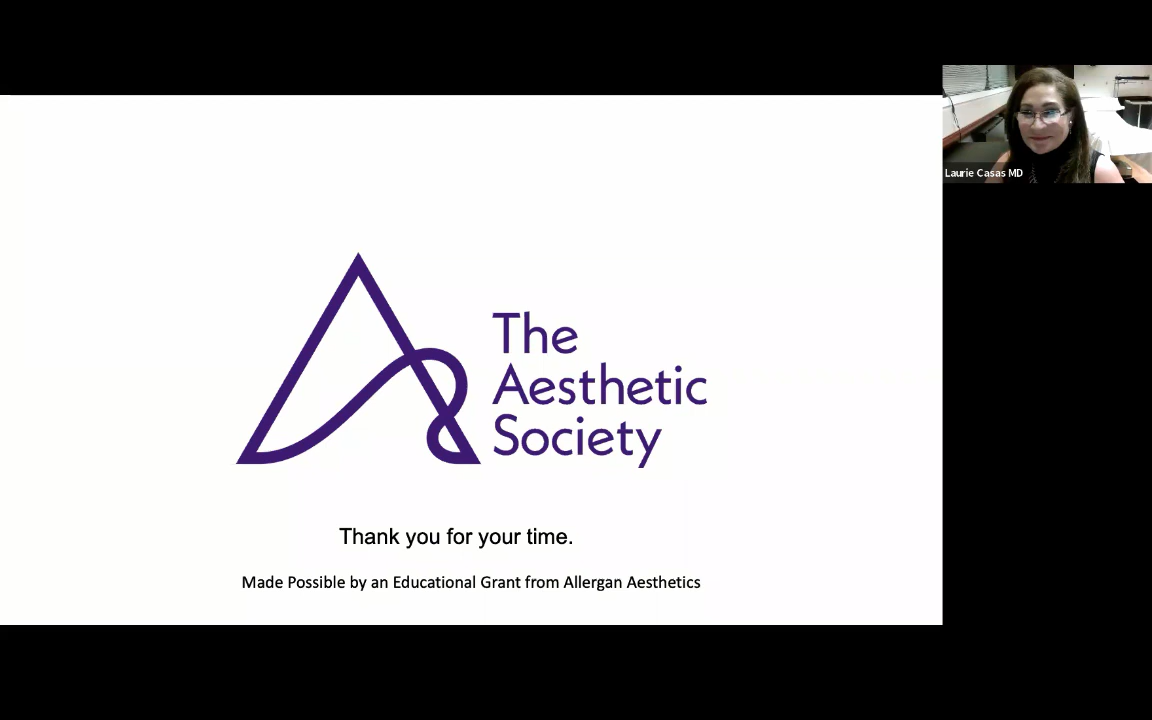 Laurie Casas MD
The
Aesthetic
Society
Thank you for your time.
Made Possible by an Educational Grant from Allergan Aesthetics